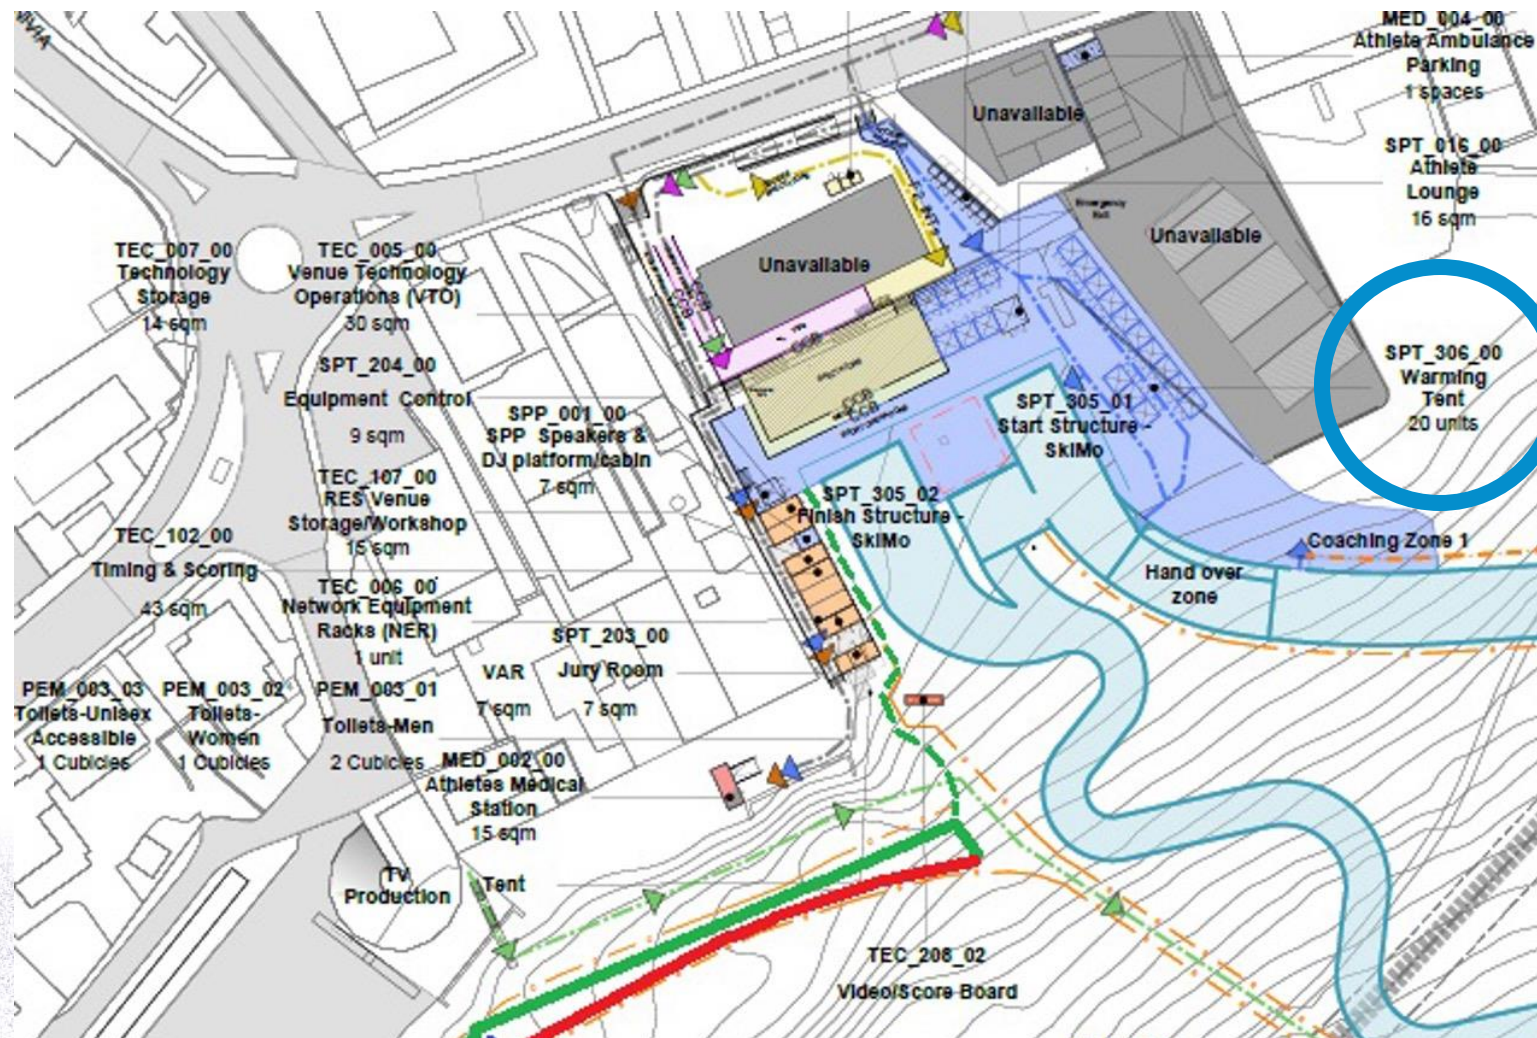 MED_004_00
Athlete Ambulance
Parking
1 spaces
Unavailable
SPT_016_00
Athlete
Lounge
16 sqm
Emergency
Exit
Unavailable
Unavailable
TEC_007_00
Technology
Storage
14 sqm
TEC_005_00
Venue Technology
Operations (VTO)
30 sqm
SPT_204_00
Equipment Control
9 sqm
SPP_001_00
SPP Speakers &
DJ platform/cabin
7 sqm
SPT_306_00
Warming
Tent
20 units
SPT_305_01
Start Structure -
SkiMo
TEC_107_00
RES Venue
Storage/Workshop
15 sqm
SPT_305_02
Finish Structure -
SkiMo
TEC_102_00
Timing & Scoring
43 sqm
Coaching Zone 1
Hand over
zone
TEC_006_00
Network Equipment
Racks (NER)
1 unit
SPT_203_00
Jury Room
7 sqm
VAR
7 sqm
PEM_003_03
Toilets-Unisex
Accessible
1 Cubicles
PEM_003_02
Toilets-
Women
1 Cubicles
PEM_003_01
Toilets-Men
2 Cubicles
MED_002_00
Athletes Medical
Station
15 sqm
TV
Production
Tent
TEC_208_02
Video/Score Board